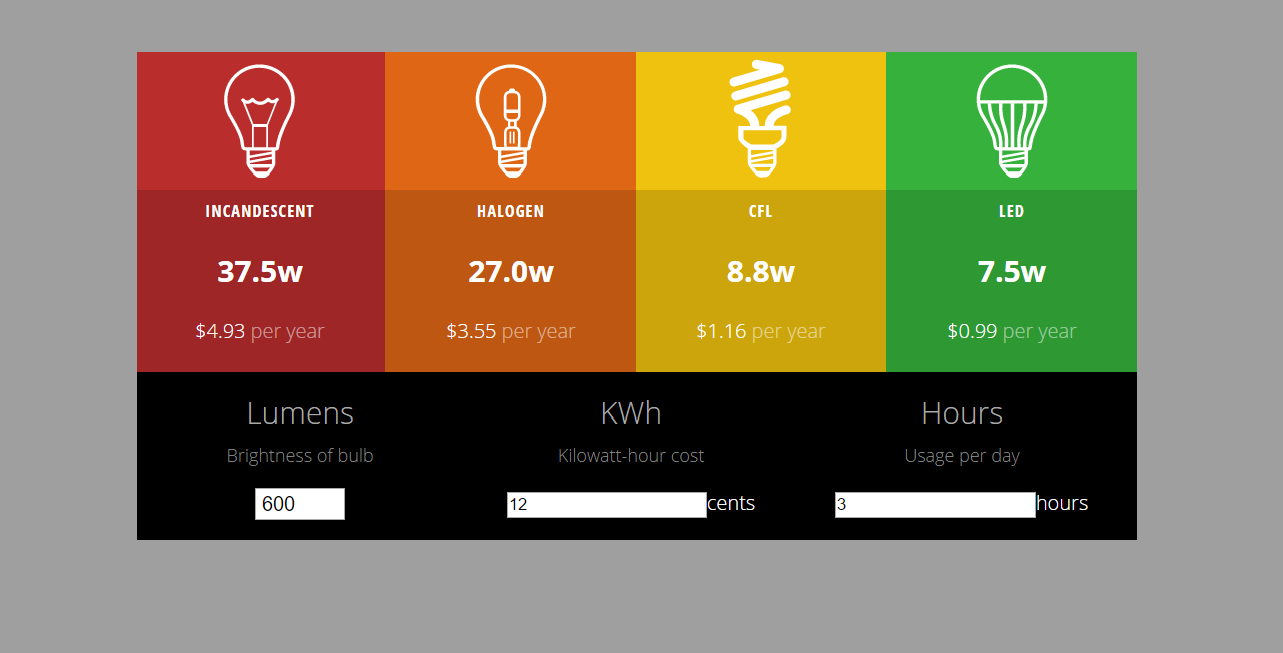 INCANDESCENT HALOGEN CFL LED
37.5w 27.0w 8.8w 7.5w
$4.93 per year $3.55 per year $1.16 per year $0.99 per year
Lumens KWh Hours
Brightness of bulb Kilowatt-hour cost Usage per day
600 12 cents 3 hours